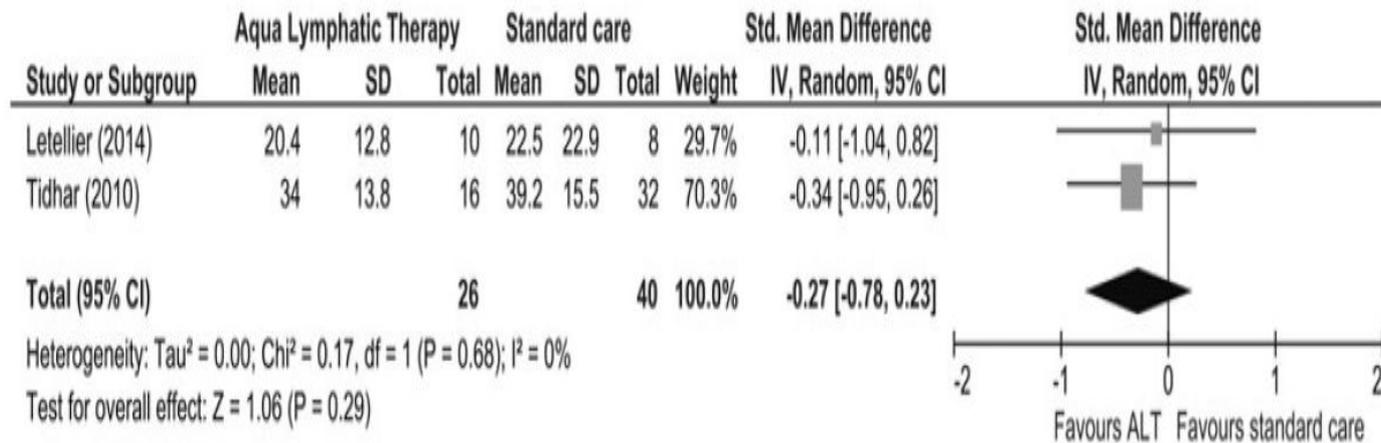 Aqua Lymphatic Therapy Standard care Std. Mean Difference Std. Mean Difference
Study or Subgroup Mean SD Total Mean SD Total Weight IV, Random, 95% CI IV, Random, 95% CI
Letellier (2014) 20.4 12.8 10 22.5 22.9 8 29.7% -0.11 [-1.04, 0.82]
Tidhar (2010) 34 13.8 16 39.2 15.5 32 70.3% -0.34 [-0.95, 0.26]
Total (95% CI) 26 40 100.0% -0.27 [-0.78, 0.23]
Heterogeneity: Tau² = 0.00; Chi² = 0.17, df = 1 (P = 0.68); I² = 0%
Test for overall effect: Z = 1.06 (P = 0.29)
-2 -1 0 1 2
Favours ALT Favours standard care